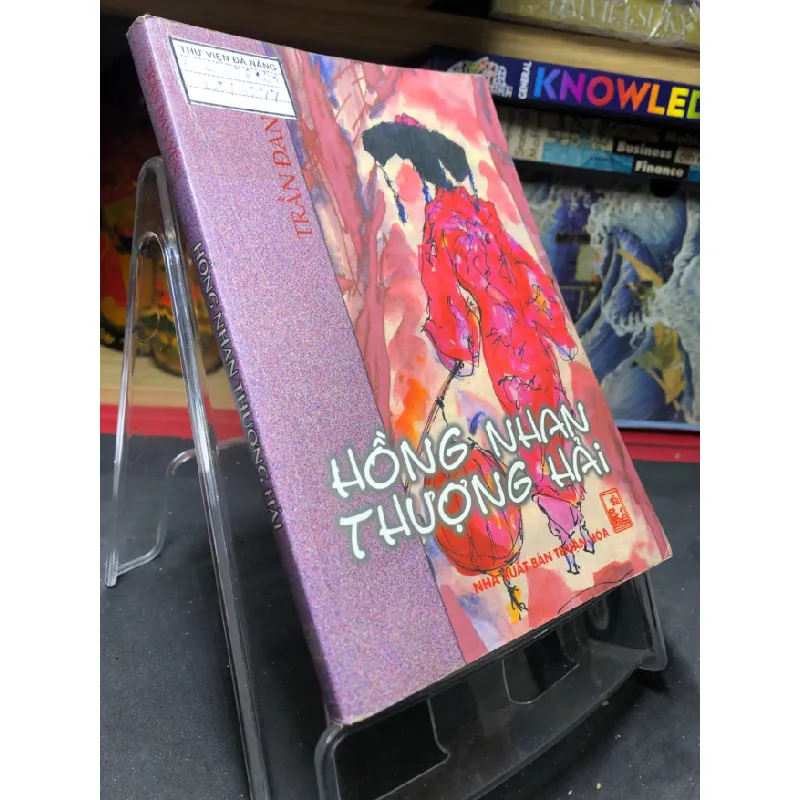 THƯ VIỆN ĐÀ NẴNG
TRẦN ĐAN
HỒNG NHAN
THƯỢNG HẢI
NHÀ XUẤT BẢN THUẬN HÓA
HỒNG NHAN THƯỢNG HẢI
GENERAL
KNOWLED
Business
Finance